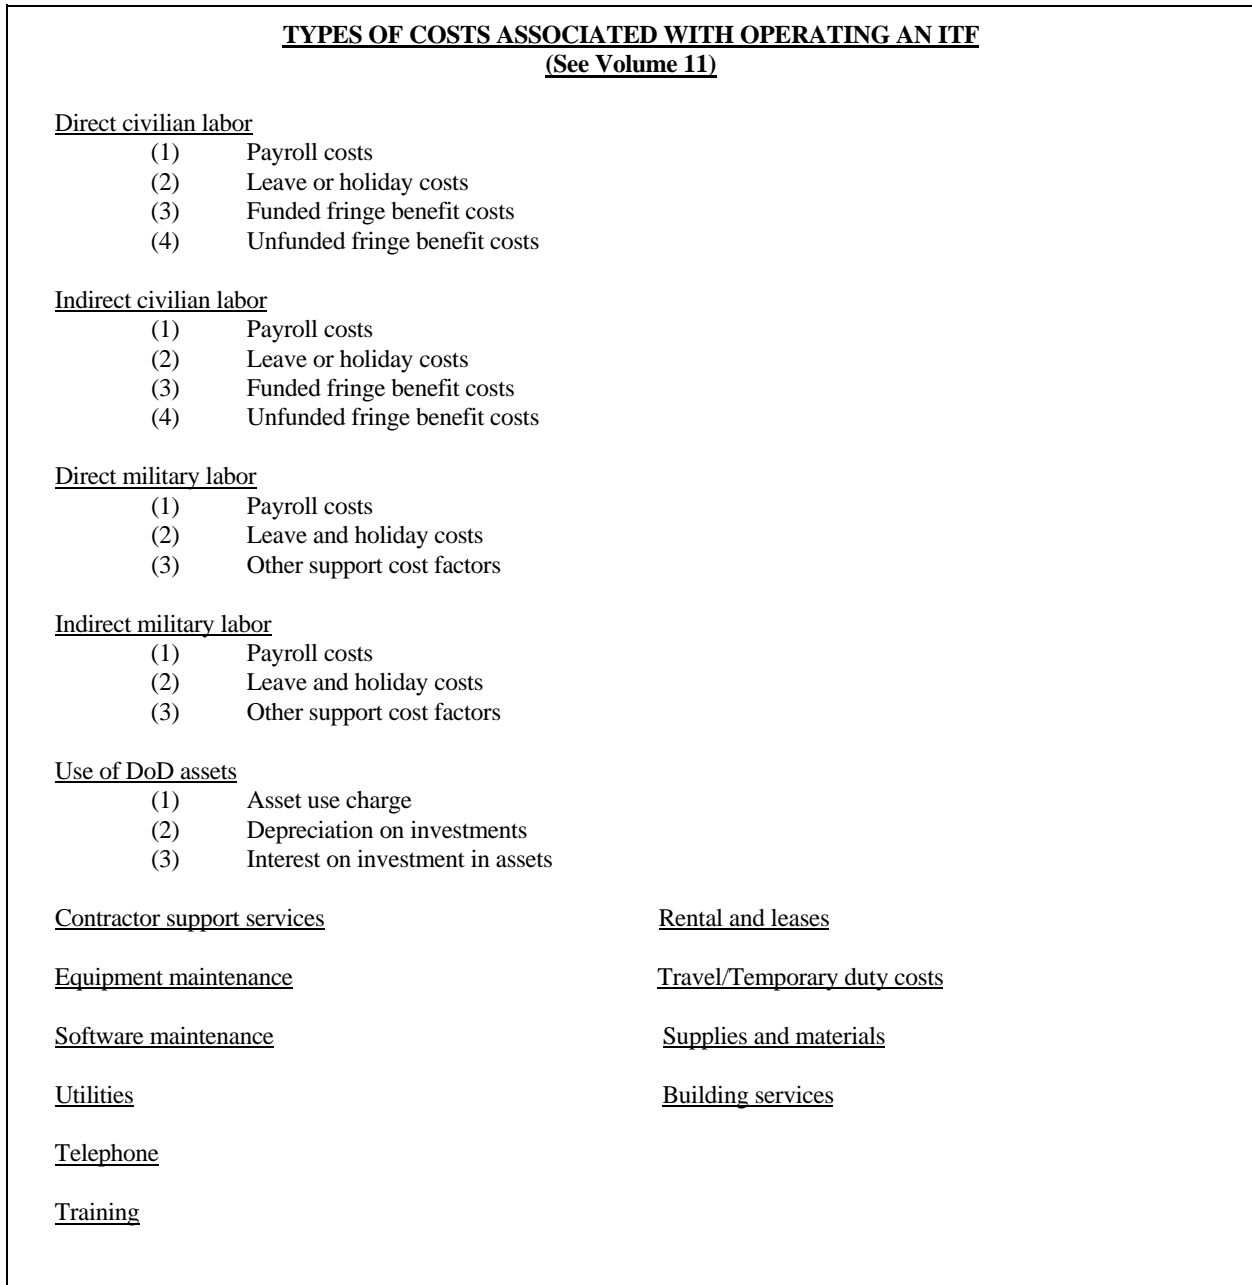 TYPES OF COSTS ASSOCIATED WITH OPERATING AN ITF
(See Volume 11)
Direct civilian labor
(1) Payroll costs
(2) Leave or holiday costs
(3) Funded fringe benefit costs
(4) Unfunded fringe benefit costs
Indirect civilian labor
(1) Payroll costs
(2) Leave or holiday costs
(3) Funded fringe benefit costs
(4) Unfunded fringe benefit costs
Direct military labor
(1) Payroll costs
(2) Leave and holiday costs
(3) Other support cost factors
Indirect military labor
(1) Payroll costs
(2) Leave and holiday costs
(3) Other support cost factors
Use of DoD assets
(1) Asset use charge
(2) Depreciation on investments
(3) Interest on investment in assets
Contractor support services Rental and leases
Equipment maintenance Travel/Temporary duty costs
Software maintenance Supplies and materials
Utilities Building services
Telephone
Training